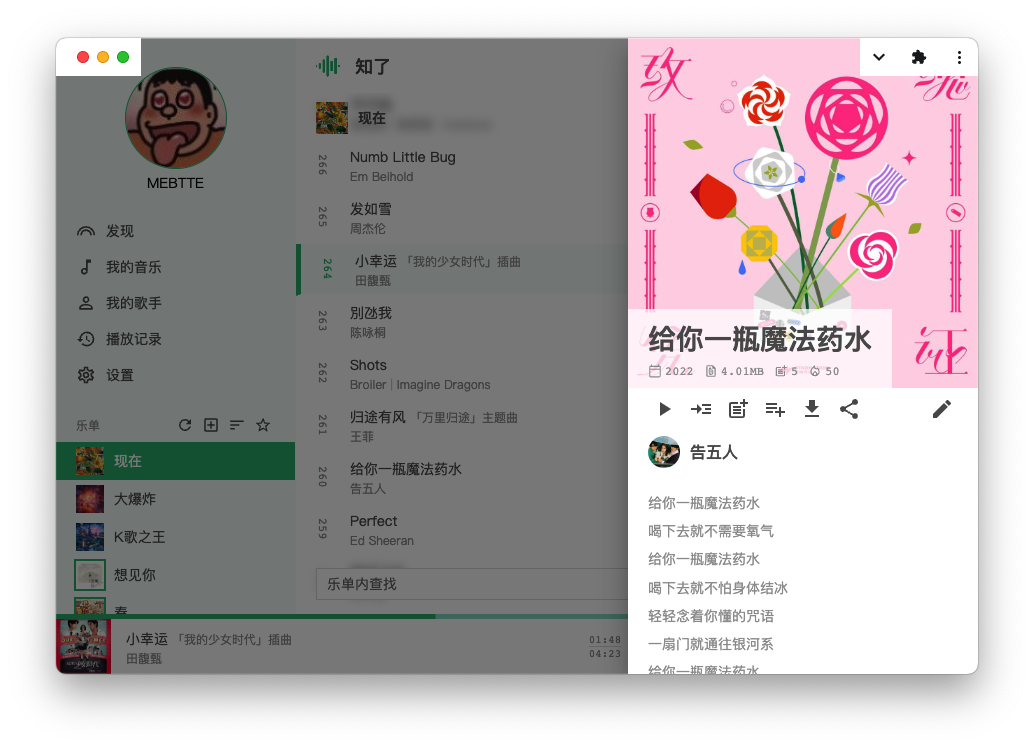 MEBTTE
发现
我的音乐
我的歌手
播放记录
设置
乐单
现在
大爆炸
K歌之王
想见你
春
知了
现在
266 Numb Little Bug
Em Beihold
265 发如雪
周杰伦
264 小幸运 「我的少女时代」插曲
田馥甄
263 别氹我
陈咏桐
262 Shots
Broiler | Imagine Dragons
261 归途有风 「万里归途」主题曲
王菲
260 给你一瓶魔法药水
告五人
259 Perfect
Ed Sheeran
乐单内查找
小幸运 「我的少女时代」插曲
田馥甄
01:48
04:23
给你一瓶魔法药水
2022 4.01MB 5 50
告五人
给你一瓶魔法药水
喝下去就不需要氧气
给你一瓶魔法药水
喝下去就不怕身体结冰
轻轻念着你懂的咒语
一扇门就通往银河系
给你一瓶魔法药水